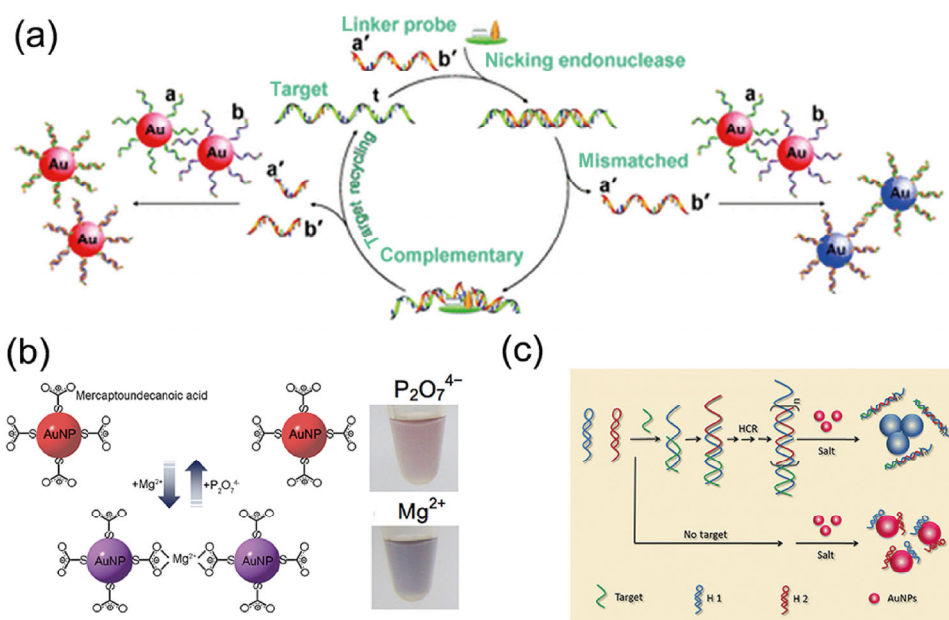 (a)
Linker probe
a′
b′
Nicking endonuclease
Target
t
a
b
Au
Au
Au
Au
a′
b′
Target recycling
Complementary
Mismatched
a′
b′
a
b
Au
Au
Au
Au
(b)
Mercaptoundecanoic acid
S
AuNP
S
S
S
S
AuNP
S
S
S
+Mg²⁺
+P₂O₇⁴⁻
S
AuNP
S
S
S
Mg²⁺
S
AuNP
S
S
S
P₂O₇⁴⁻
Mg²⁺
(c)
HCR
n
Salt
No target
Salt
Target
H 1
H 2
AuNPs